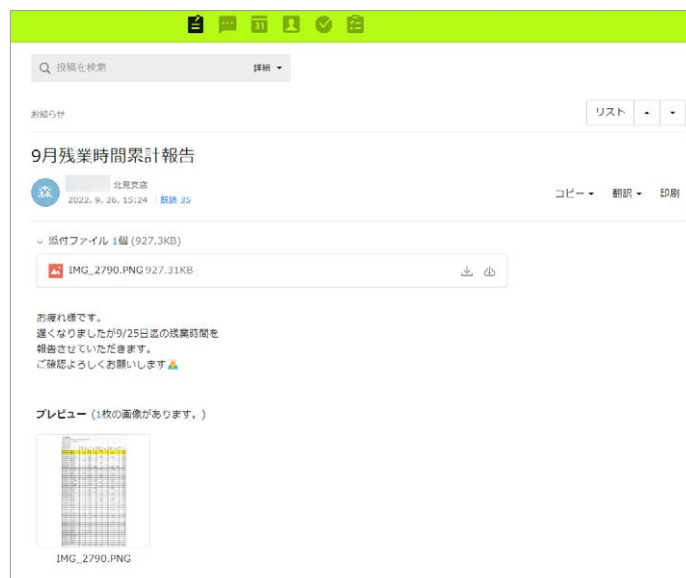 31
投稿を検索 詳細
お知らせ
リスト
9月残業時間累計報告
森
北見支店
2022. 9. 26. 15:24 既読 35
コピー 翻訳 印刷
添付ファイル 1個 (927.3KB)
IMG_2790.PNG 927.31KB
お疲れ様です。
遅くなりましたが9/25日迄の残業時間を
報告させていただきます。
ご確認よろしくお願いします🙇
プレビュー (1枚の画像があります。)
IMG_2790.PNG